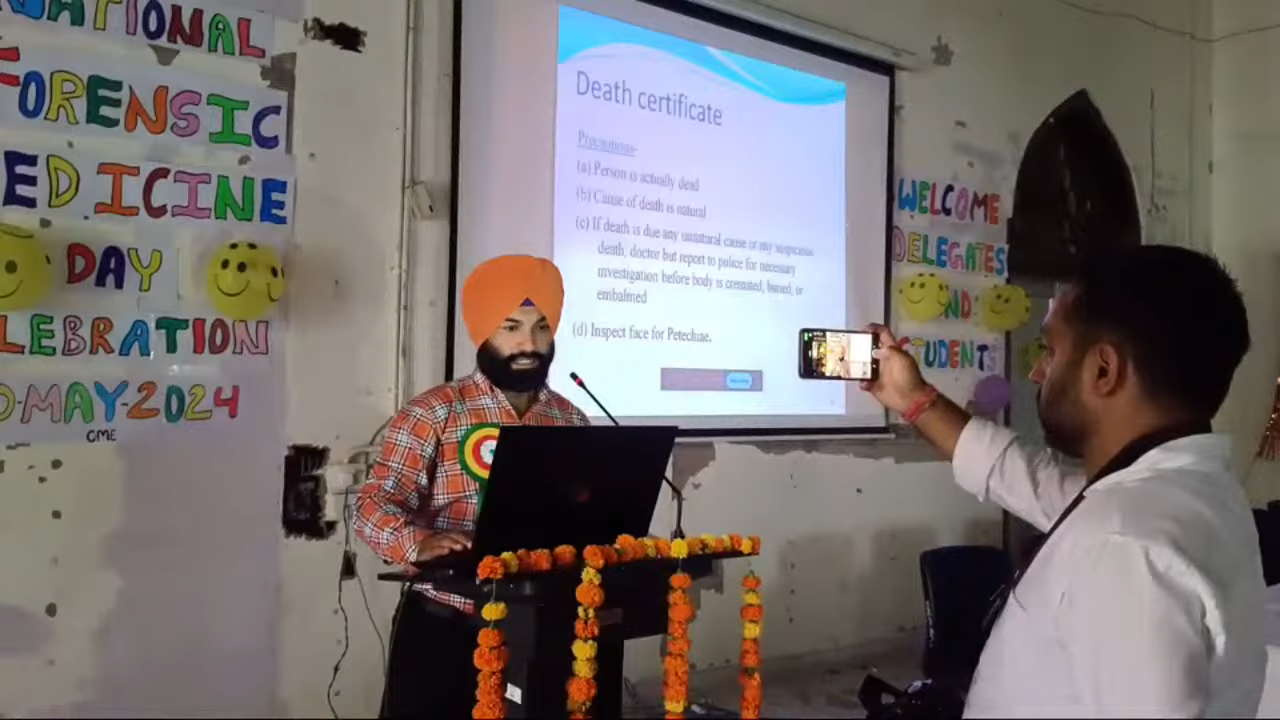 NATIONAL
FORENSIC
MEDICINE
DAY
CELEBRATION
MAY-2024
CME
Death certificate
Precautions-
(a) Person is actually dead
(b) Cause of death is natural
(c) If death is due any unnatural cause or any suspicious
death, doctor but report to police for necessary
investigation before body is cremated, buried, or
embalmed
(d) Inspect face for Petechiae.
WELCOME
DELEGATES
AND
STUDENTS